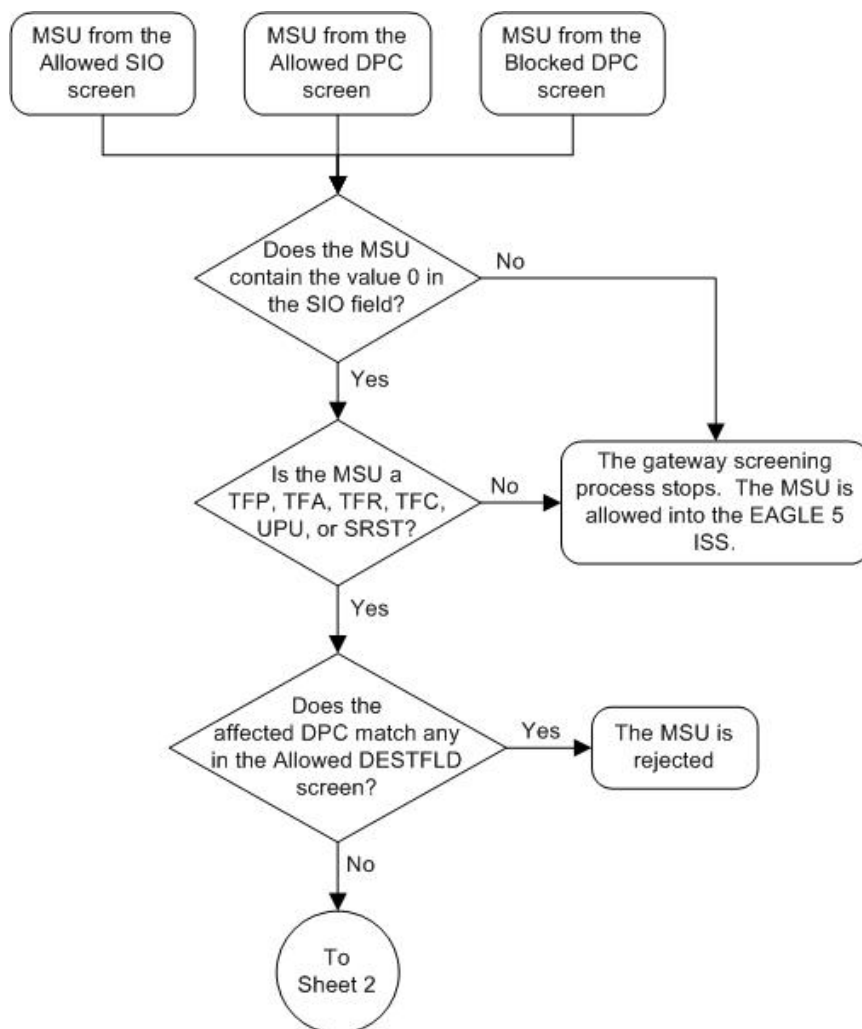 MSU from the
Allowed SIO
screen
MSU from the
Allowed DPC
screen
MSU from the
Blocked DPC
screen
Does the MSU
contain the value 0 in
the SIO field?
No
Yes
Is the MSU a
TFP, TFA, TFR, TFC,
UPU, or SRST?
No
The gateway screening
process stops. The MSU is
allowed into the EAGLE 5
ISS.
Yes
Does the
affected DPC match any
in the Allowed DESTFLD
screen?
Yes
The MSU is
rejected
No
To
Sheet 2